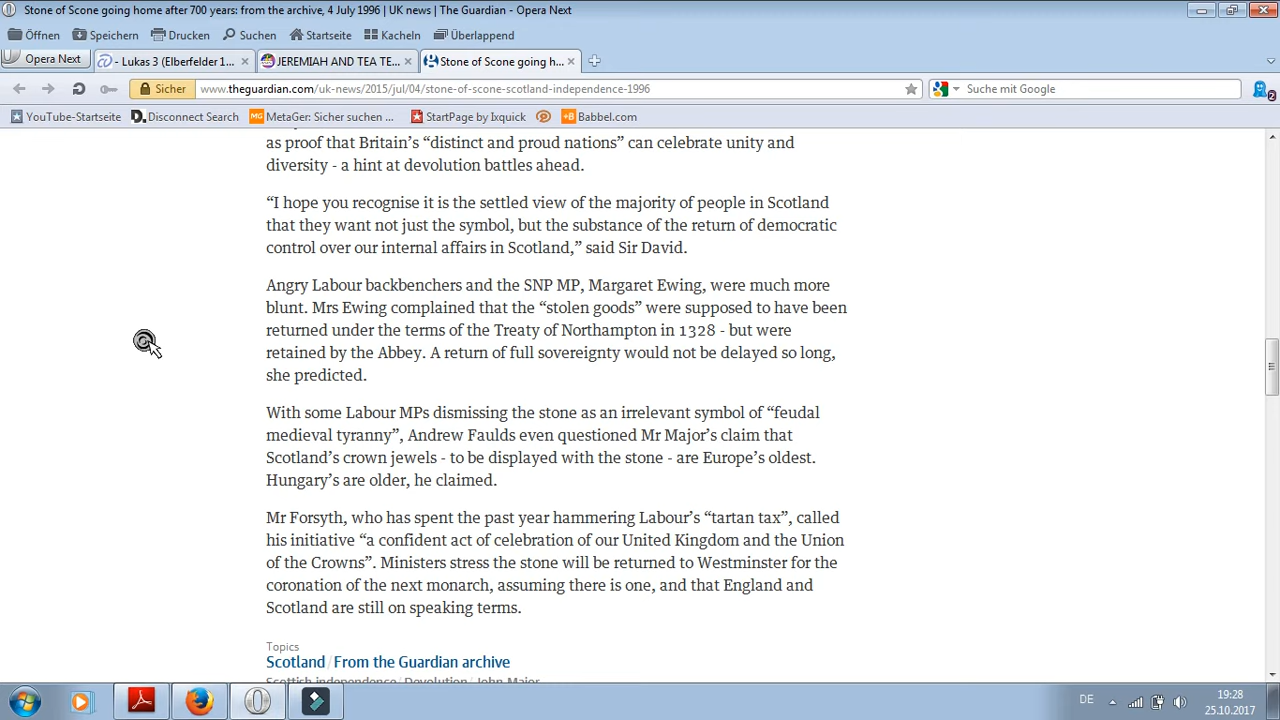 Stone of Scone going home after 700 years: from the archive, 4 July 1996 | UK news | The Guardian - Opera Next
Öffnen Speichern Drucken Suchen Startseite Kacheln Überlappend
Opera Next - Lukas 3 (Elberfelder 1... JEREMIAH AND TEA TE... Stone of Scone going h...
Sicher www.theguardian.com/uk-news/2015/jul/04/stone-of-scone-scotland-independence-1996 Suche mit Google 2
YouTube-Startseite Disconnect Search MetaGer: Sicher suchen ... StartPage by Ixquick Babbel.com
as proof that Britain’s “distinct and proud nations” can celebrate unity and
diversity - a hint at devolution battles ahead.
“I hope you recognise it is the settled view of the majority of people in Scotland
that they want not just the symbol, but the substance of the return of democratic
control over our internal affairs in Scotland,” said Sir David.
Angry Labour backbenchers and the SNP MP, Margaret Ewing, were much more
blunt. Mrs Ewing complained that the “stolen goods” were supposed to have been
returned under the terms of the Treaty of Northampton in 1328 - but were
retained by the Abbey. A return of full sovereignty would not be delayed so long,
she predicted.
With some Labour MPs dismissing the stone as an irrelevant symbol of “feudal
medieval tyranny”, Andrew Faulds even questioned Mr Major’s claim that
Scotland’s crown jewels - to be displayed with the stone - are Europe’s oldest.
Hungary’s are older, he claimed.
Mr Forsyth, who has spent the past year hammering Labour’s “tartan tax”, called
his initiative “a confident act of celebration of our United Kingdom and the Union
of the Crowns”. Ministers stress the stone will be returned to Westminster for the
coronation of the next monarch, assuming there is one, and that England and
Scotland are still on speaking terms.
Topics
Scotland / From the Guardian archive
Scottish independence / Devolution / John Major
DE 19:28
25.10.2017